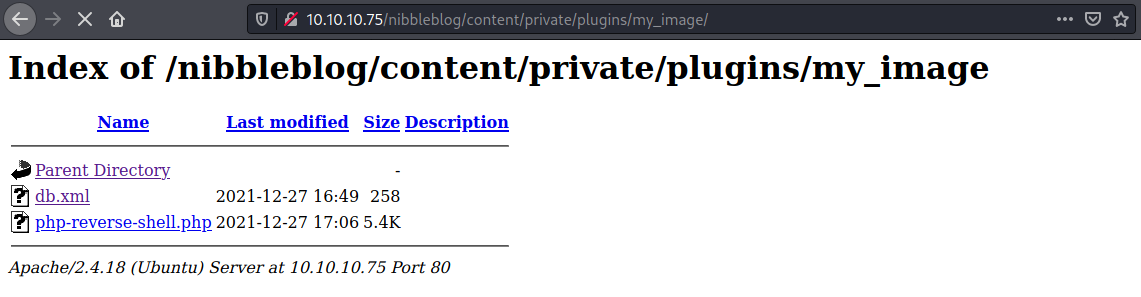 10.10.10.75/nibbleblog/content/private/plugins/my_image/
Index of /nibbleblog/content/private/plugins/my_image
Name Last modified Size Description
Parent Directory -
db.xml 2021-12-27 16:49 258
php-reverse-shell.php 2021-12-27 17:06 5.4K
Apache/2.4.18 (Ubuntu) Server at 10.10.10.75 Port 80